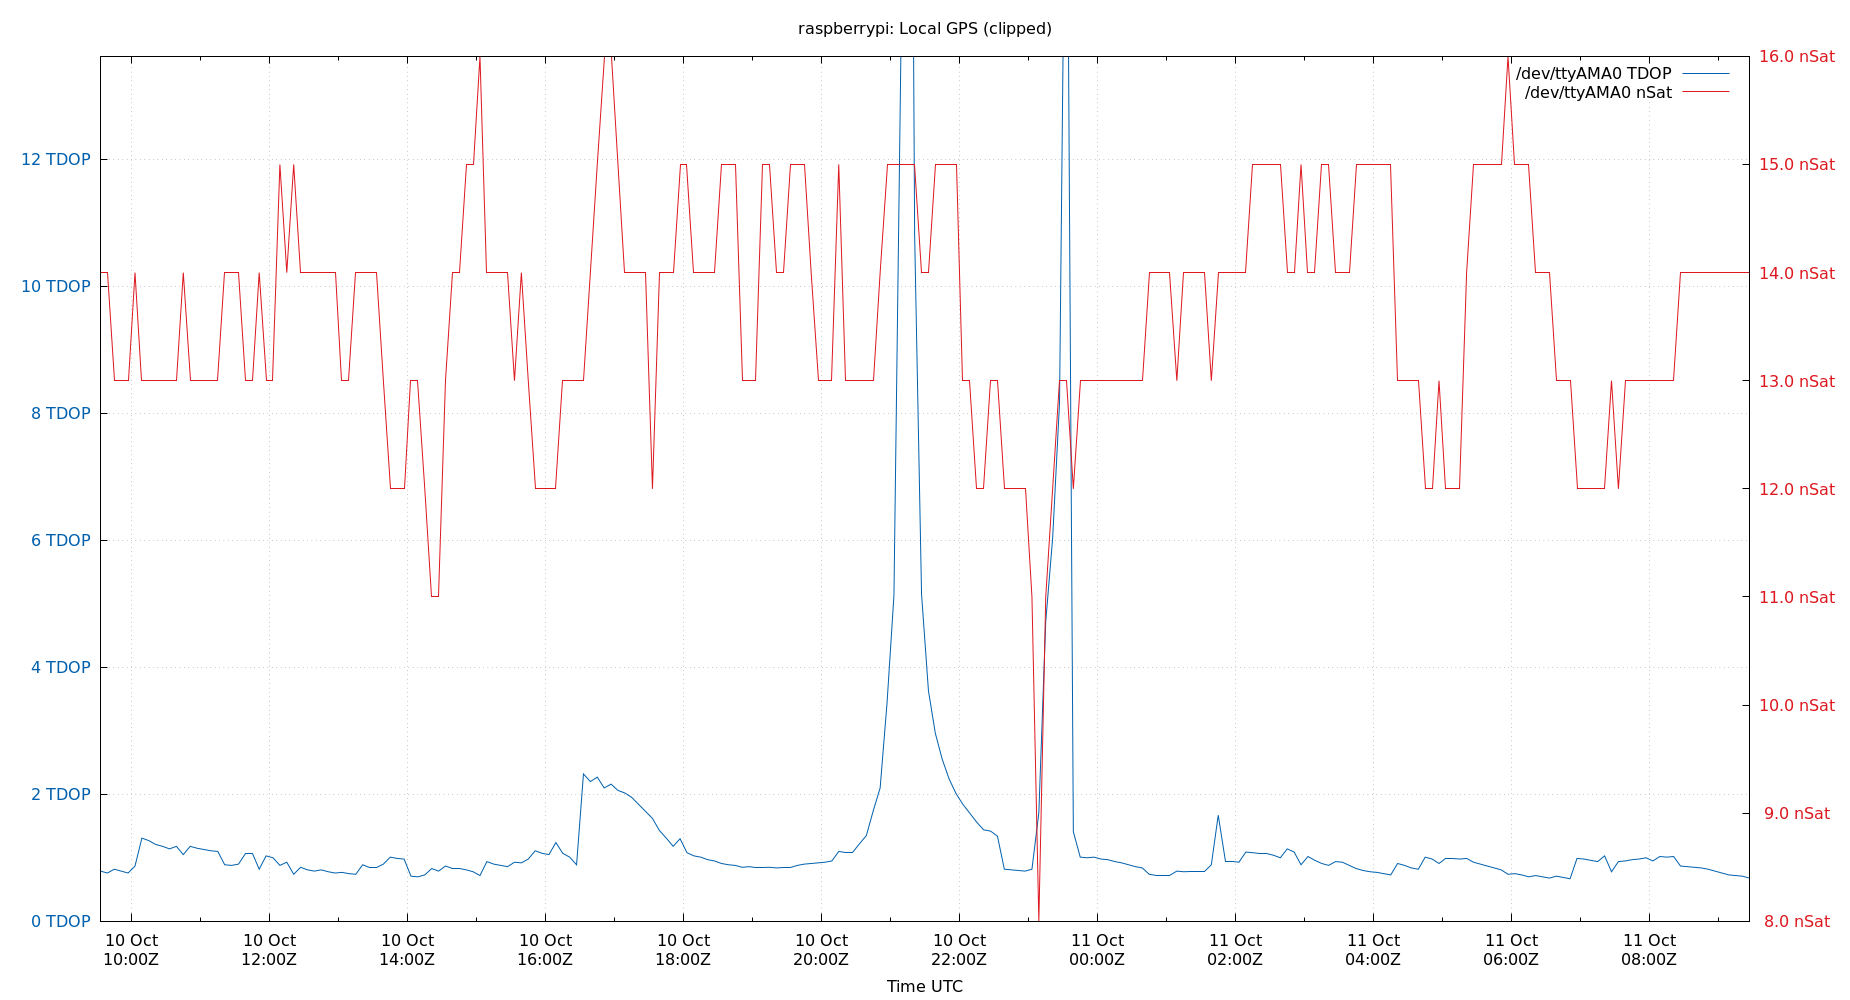 raspberrypi: Local GPS (clipped)
/dev/ttyAMA0 TDOP
/dev/ttyAMA0 nSat
12 TDOP
10 TDOP
8 TDOP
6 TDOP
4 TDOP
2 TDOP
0 TDOP
16.0 nSat
15.0 nSat
14.0 nSat
13.0 nSat
12.0 nSat
11.0 nSat
10.0 nSat
9.0 nSat
8.0 nSat
10 Oct 10 Oct 10 Oct 10 Oct 10 Oct 10 Oct 10 Oct 11 Oct 11 Oct 11 Oct 11 Oct 11 Oct
10:00Z 12:00Z 14:00Z 16:00Z 18:00Z 20:00Z 22:00Z 00:00Z 02:00Z 04:00Z 06:00Z 08:00Z
Time UTC